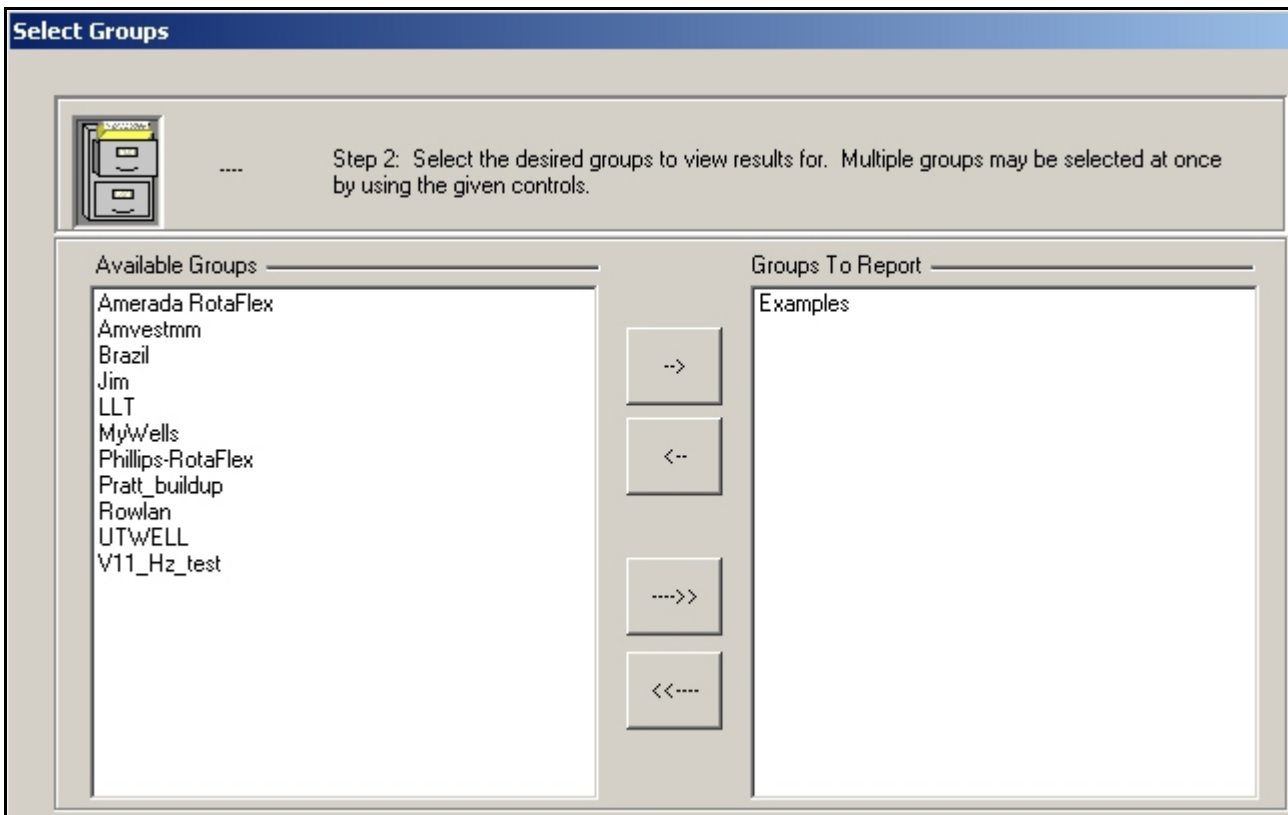 Select Groups
----
Step 2:  Select the desired groups to view results for.  Multiple groups may be selected at once
by using the given controls.
Available Groups
Amerada RotaFlex
Amvestmm
Brazil
Jim
LLT
MyWells
Phillips-RotaFlex
Pratt_buildup
Rowlan
UTWELL
V11_Hz_test
-->
<--
---->>
<<----
Groups To Report
Examples